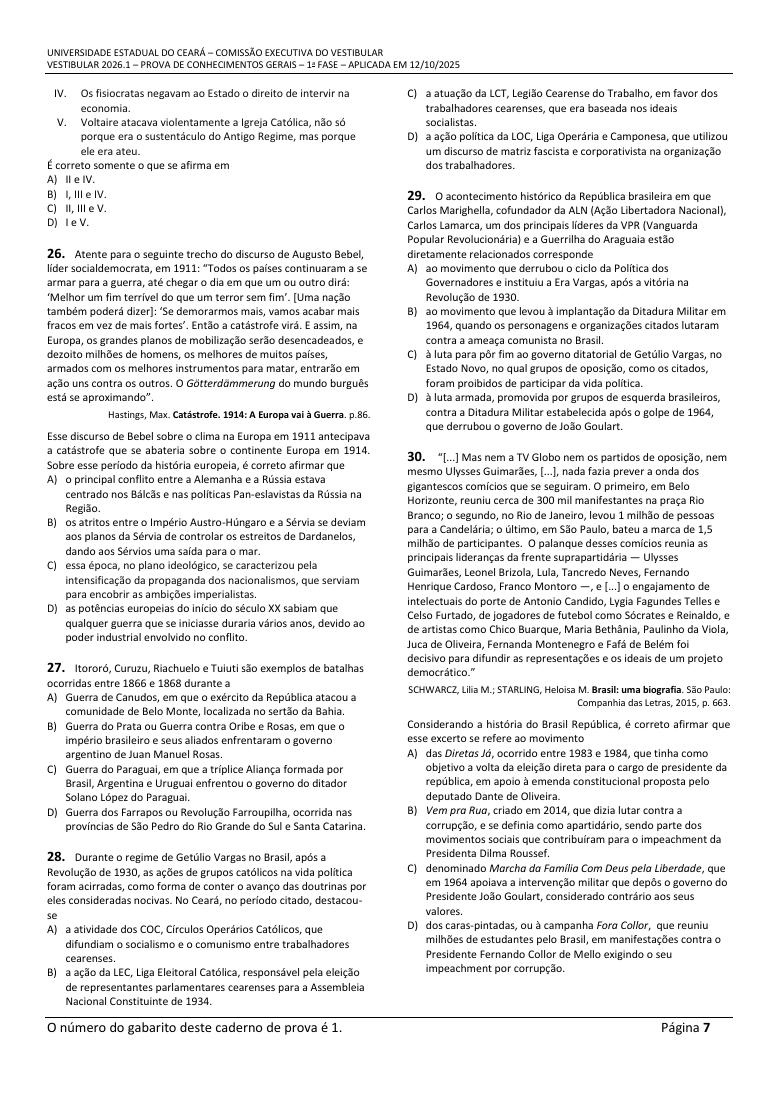 UNIVERSIDADE ESTADUAL DO CEARÁ – COMISSÃO EXECUTIVA DO VESTIBULAR
VESTIBULAR 2026.1 – PROVA DE CONHECIMENTOS GERAIS – 1ª FASE – APLICADA EM 12/10/2025
IV. Os fisiocratas negavam ao Estado o direito de intervir na
economia.
V. Voltaire atacava violentamente a Igreja Católica, não só
porque era o sustentáculo do Antigo Regime, mas porque
ele era ateu.
É correto somente o que se afirma em
A) II e IV.
B) I, III e IV.
C) II, III e V.
D) I e V.
26. Atente para o seguinte trecho do discurso de Augusto Bebel,
líder socialdemocrata, em 1911: “Todos os países continuaram a se
armar para a guerra, até chegar o dia em que um ou outro dirá:
‘Melhor um fim terrível do que um terror sem fim’. [Uma nação
também poderá dizer]: ‘Se demorarmos mais, vamos acabar mais
fracos em vez de mais fortes’. Então a catástrofe virá. E assim, na
Europa, os grandes planos de mobilização serão desencadeados, e
dezoito milhões de homens, os melhores de muitos países,
armados com os melhores instrumentos para matar, entrarão em
ação uns contra os outros. O Götterdämmerung do mundo burguês
está se aproximando”.
Hastings, Max. Catástrofe. 1914: A Europa vai à Guerra. p.86.
Esse discurso de Bebel sobre o clima na Europa em 1911 antecipava
a catástrofe que se abateria sobre o continente Europa em 1914.
Sobre esse período da história europeia, é correto afirmar que
A) o principal conflito entre a Alemanha e a Rússia estava
centrado nos Bálcãs e nas políticas Pan-eslavistas da Rússia na
Região.
B) os atritos entre o Império Austro-Húngaro e a Sérvia se deviam
aos planos da Sérvia de controlar os estreitos de Dardanelos,
dando aos Sérvios uma saída para o mar.
C) essa época, no plano ideológico, se caracterizou pela
intensificação da propaganda dos nacionalismos, que serviam
para encobrir as ambições imperialistas.
D) as potências europeias do início do século XX sabiam que
qualquer guerra que se iniciasse duraria vários anos, devido ao
poder industrial envolvido no conflito.
27. Itororó, Curuzu, Riachuelo e Tuiuti são exemplos de batalhas
ocorridas entre 1866 e 1868 durante a
A) Guerra de Canudos, em que o exército da República atacou a
comunidade de Belo Monte, localizada no sertão da Bahia.
B) Guerra do Prata ou Guerra contra Oribe e Rosas, em que o
império brasileiro e seus aliados enfrentaram o governo
argentino de Juan Manuel Rosas.
C) Guerra do Paraguai, em que a tríplice Aliança formada por
Brasil, Argentina e Uruguai enfrentou o governo do ditador
Solano López do Paraguai.
D) Guerra dos Farrapos ou Revolução Farroupilha, ocorrida nas
províncias de São Pedro do Rio Grande do Sul e Santa Catarina.
28. Durante o regime de Getúlio Vargas no Brasil, após a
Revolução de 1930, as ações de grupos católicos na vida política
foram acirradas, como forma de conter o avanço das doutrinas por
eles consideradas nocivas. No Ceará, no período citado, destacou-
se
A) a atividade dos COC, Círculos Operários Católicos, que
difundiam o socialismo e o comunismo entre trabalhadores
cearenses.
B) a ação da LEC, Liga Eleitoral Católica, responsável pela eleição
de representantes parlamentares cearenses para a Assembleia
Nacional Constituinte de 1934.
C) a atuação da LCT, Legião Cearense do Trabalho, em favor dos
trabalhadores cearenses, que era baseada nos ideais
socialistas.
D) a ação política da LOC, Liga Operária e Camponesa, que utilizou
um discurso de matriz fascista e corporativista na organização
dos trabalhadores.
29. O acontecimento histórico da República brasileira em que
Carlos Marighella, cofundador da ALN (Ação Libertadora Nacional),
Carlos Lamarca, um dos principais líderes da VPR (Vanguarda
Popular Revolucionária) e a Guerrilha do Araguaia estão
diretamente relacionados corresponde
A) ao movimento que derrubou o ciclo da Política dos
Governadores e instituiu a Era Vargas, após a vitória na
Revolução de 1930.
B) ao movimento que levou à implantação da Ditadura Militar em
1964, quando os personagens e organizações citados lutaram
contra a ameaça comunista no Brasil.
C) à luta para pôr fim ao governo ditatorial de Getúlio Vargas, no
Estado Novo, no qual grupos de oposição, como os citados,
foram proibidos de participar da vida política.
D) à luta armada, promovida por grupos de esquerda brasileiros,
contra a Ditadura Militar estabelecida após o golpe de 1964,
que derrubou o governo de João Goulart.
30. “[...] Mas nem a TV Globo nem os partidos de oposição, nem
mesmo Ulysses Guimarães, [...], nada fazia prever a onda dos
gigantescos comícios que se seguiram. O primeiro, em Belo
Horizonte, reuniu cerca de 300 mil manifestantes na praça Rio
Branco; o segundo, no Rio de Janeiro, levou 1 milhão de pessoas
para a Candelária; o último, em São Paulo, bateu a marca de 1,5
milhão de participantes. O palanque desses comícios reunia as
principais lideranças da frente suprapartidária — Ulysses
Guimarães, Leonel Brizola, Lula, Tancredo Neves, Fernando
Henrique Cardoso, Franco Montoro —, e [...] o engajamento de
intelectuais do porte de Antonio Candido, Lygia Fagundes Telles e
Celso Furtado, de jogadores de futebol como Sócrates e Reinaldo, e
de artistas como Chico Buarque, Maria Bethânia, Paulinho da Viola,
Juca de Oliveira, Fernanda Montenegro e Fafá de Belém foi
decisivo para difundir as representações e os ideais de um projeto
democrático.”
SCHWARCZ, Lilia M.; STARLING, Heloisa M. Brasil: uma biografia. São Paulo:
Companhia das Letras, 2015, p. 663.
Considerando a história do Brasil República, é correto afirmar que
esse excerto se refere ao movimento
A) das Diretas Já, ocorrido entre 1983 e 1984, que tinha como
objetivo a volta da eleição direta para o cargo de presidente da
república, em apoio à emenda constitucional proposta pelo
deputado Dante de Oliveira.
B) Vem pra Rua, criado em 2014, que dizia lutar contra a
corrupção, e se definia como apartidário, sendo parte dos
movimentos sociais que contribuíram para o impeachment da
Presidenta Dilma Roussef.
C) denominado Marcha da Família Com Deus pela Liberdade, que
em 1964 apoiava a intervenção militar que depôs o governo do
Presidente João Goulart, considerado contrário aos seus
valores.
D) dos caras-pintadas, ou à campanha Fora Collor, que reuniu
milhões de estudantes pelo Brasil, em manifestações contra o
Presidente Fernando Collor de Mello exigindo o seu
impeachment por corrupção.
O número do gabarito deste caderno de prova é 1.
Página 7